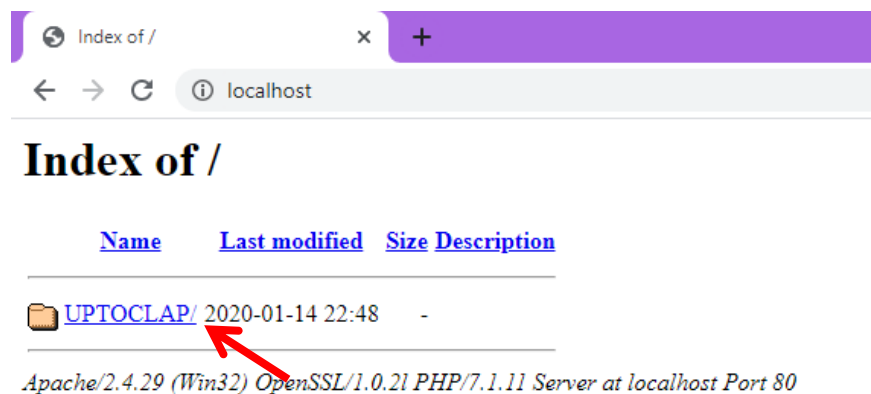 Index of /
localhost
Index of /
Name Last modified Size Description
UPTOCLAP/ 2020-01-14 22:48 -
Apache/2.4.29 (Win32) OpenSSL/1.0.2l PHP/7.1.11 Server at localhost Port 80